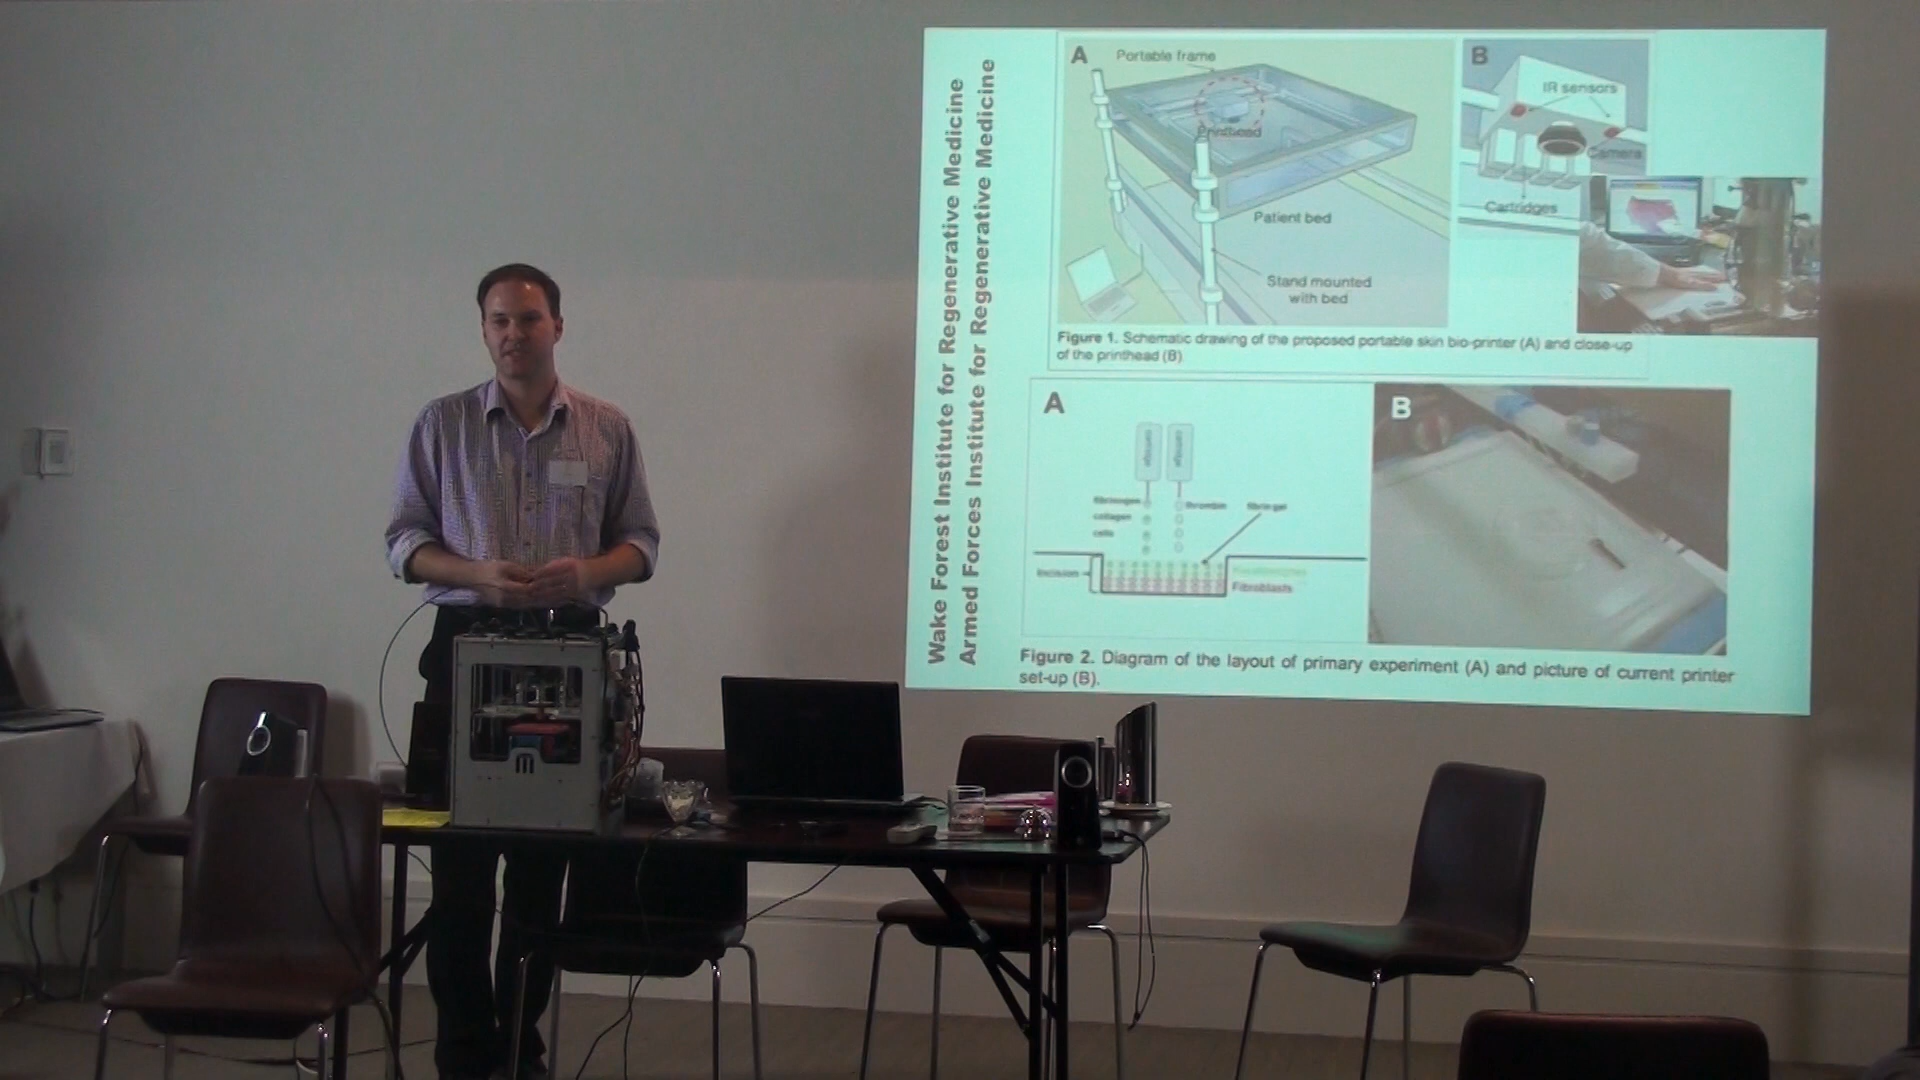 Wake Forest Institute for Regenerative Medicine
Armed Forces Institute for Regenerative Medicine
A
Portable frame
Printhead
Patient bed
Stand mounted
with bed
B
IR sensors
Camera
Cartridges
Figure 1. Schematic drawing of the proposed portable skin bio-printer (A) and close-up
of the printhead (B)
A
cartridge
cartridge
fibrinogen
thrombin
fibrin gel
collagen
cells
Incision
Fibroblasts
B
Figure 2. Diagram of the layout of primary experiment (A) and picture of current printer
set-up (B).
M